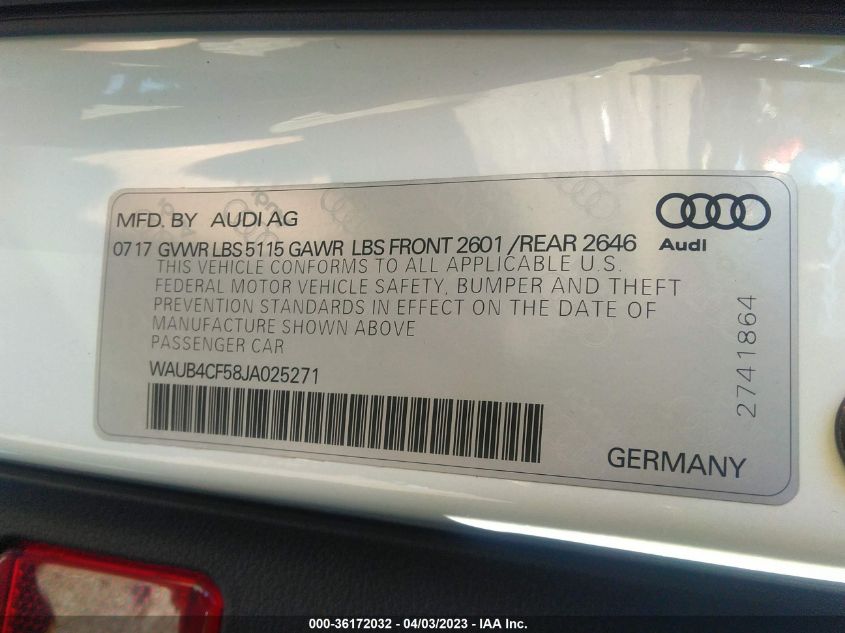 MFD. BY AUDI AG
Audi
07 17 GVWR LBS 5115 GAWR LBS FRONT 2601 /REAR 2646
THIS VEHICLE CONFORMS TO ALL APPLICABLE U.S.
FEDERAL MOTOR VEHICLE SAFETY, BUMPER AND THEFT
PREVENTION STANDARDS IN EFFECT ON THE DATE OF
MANUFACTURE SHOWN ABOVE
PASSENGER CAR
WAUB4CF58JA025271
2741864
GERMANY
000-36172032 - 04/03/2023 - IAA Inc.